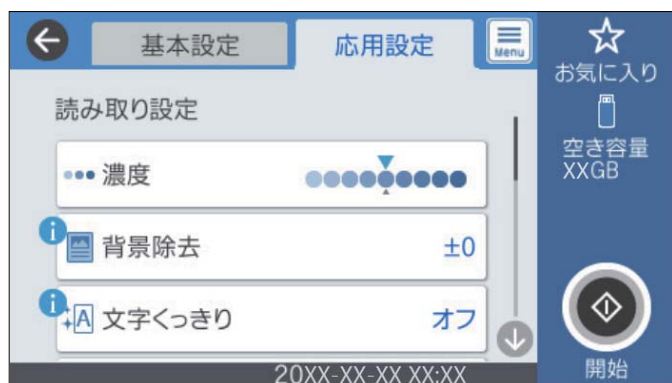 基本設定
応用設定
Menu
お気に入り
読み取り設定
空き容量
XXGB
濃度
背景除去 ±0
文字くっきり オフ
開始
20XX-XX-XX XX:XX